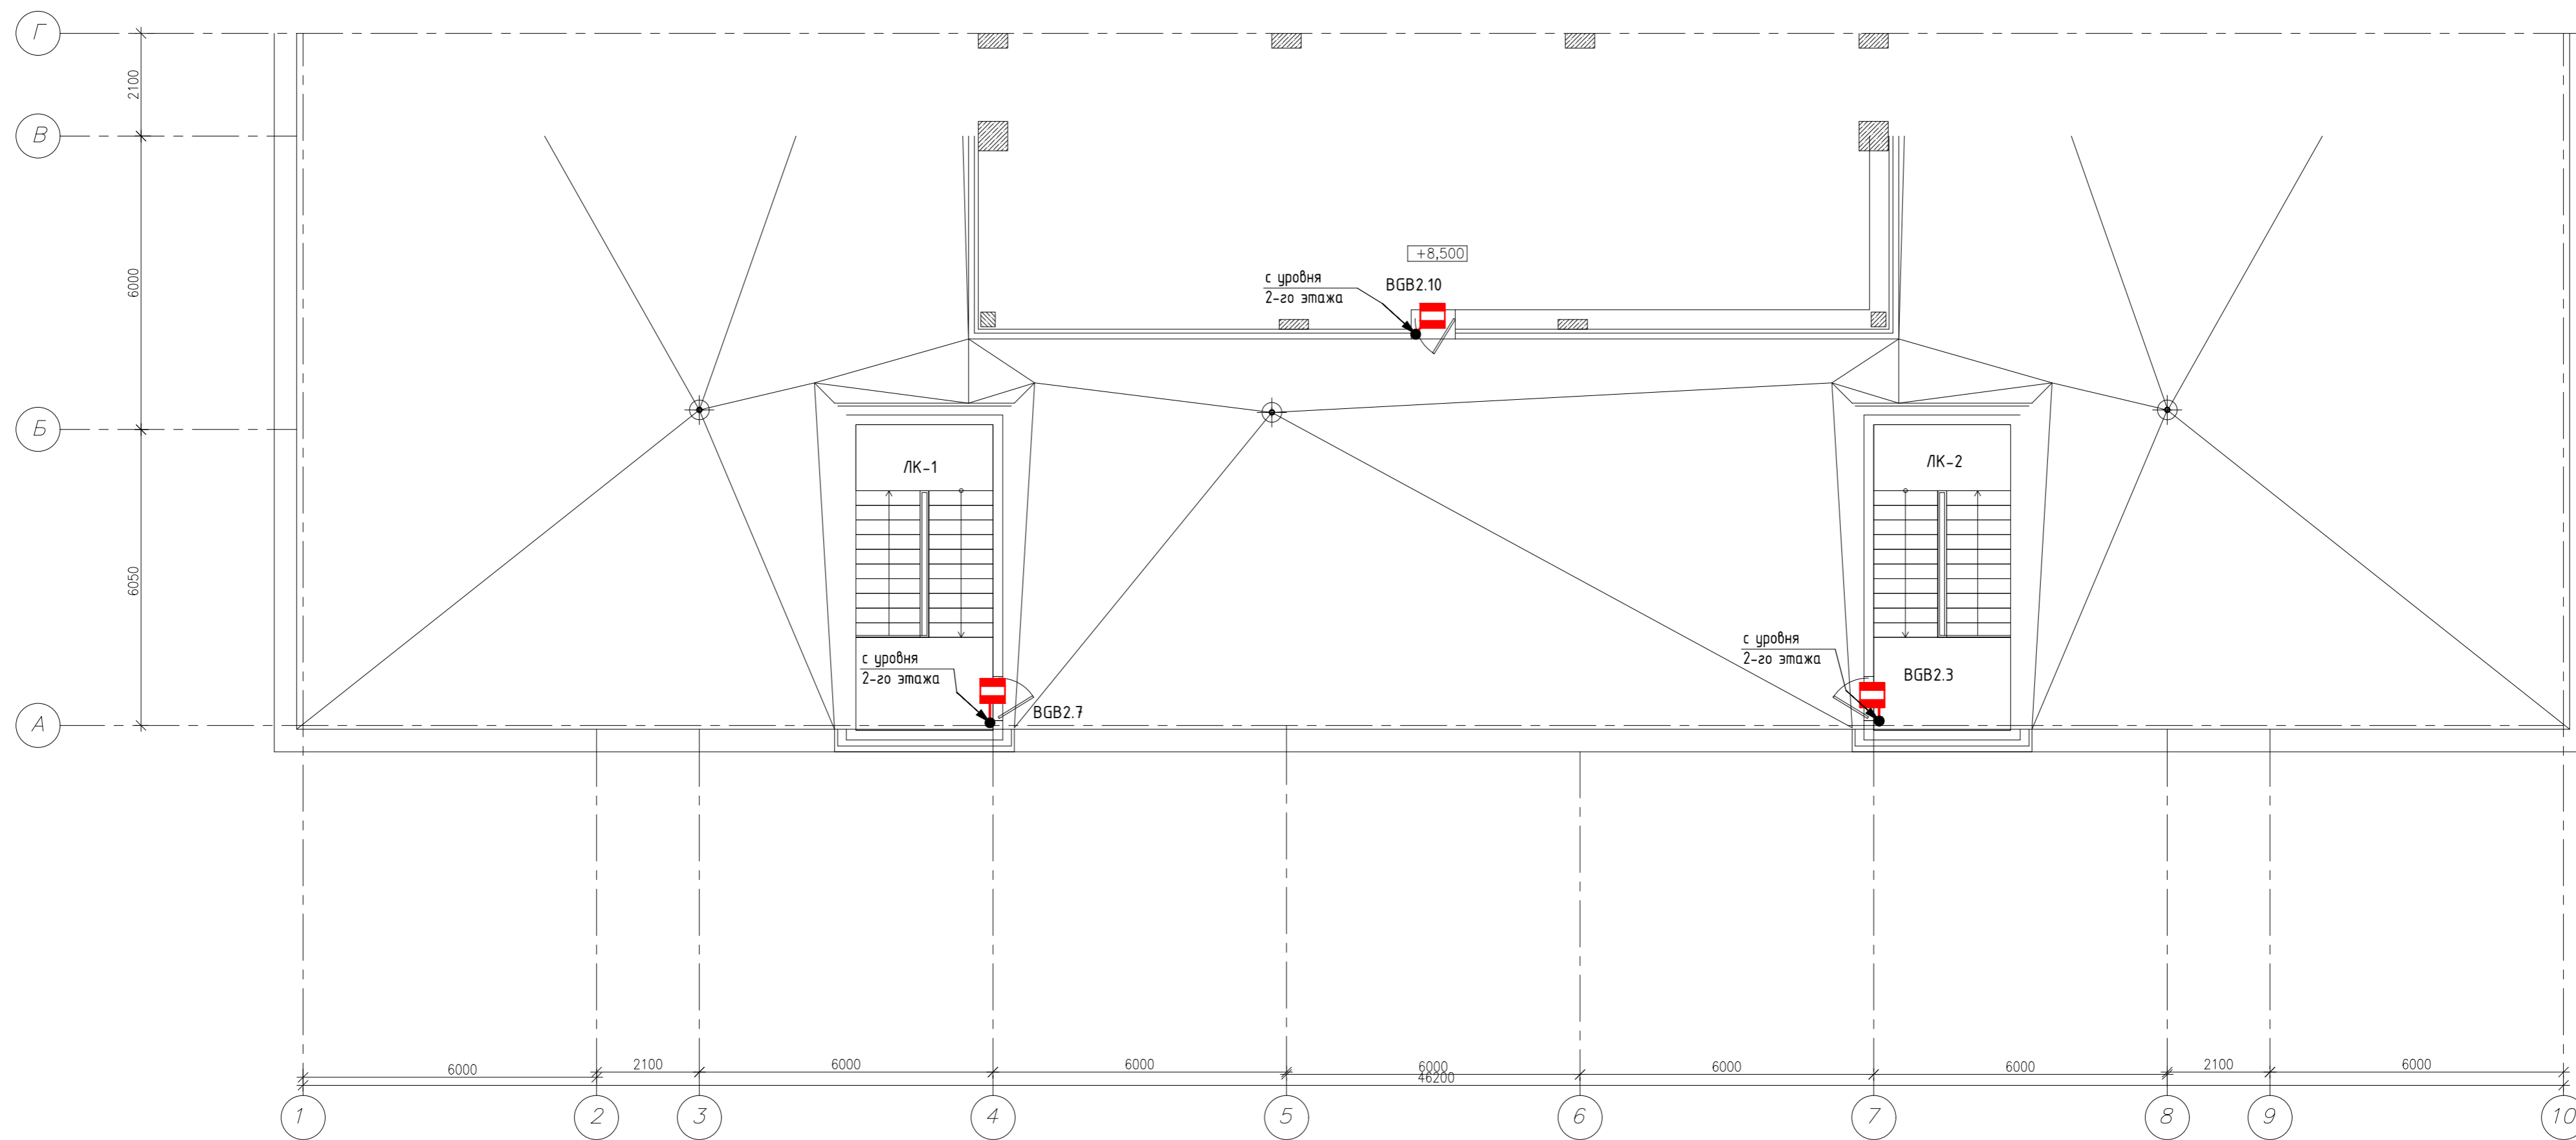 Г
2100
В
6000
+8,500
с уровня
2-го этажа
BGB2.10
Б
ЛК-1
ЛК-2
6050
с уровня
2-го этажа
BGB2.7
с уровня
2-го этажа
BGB2.3
А
6000
2100
6000
6000
6000
6000
6000
2100
6000
46200
1
2
3
4
5
6
7
8
9
10